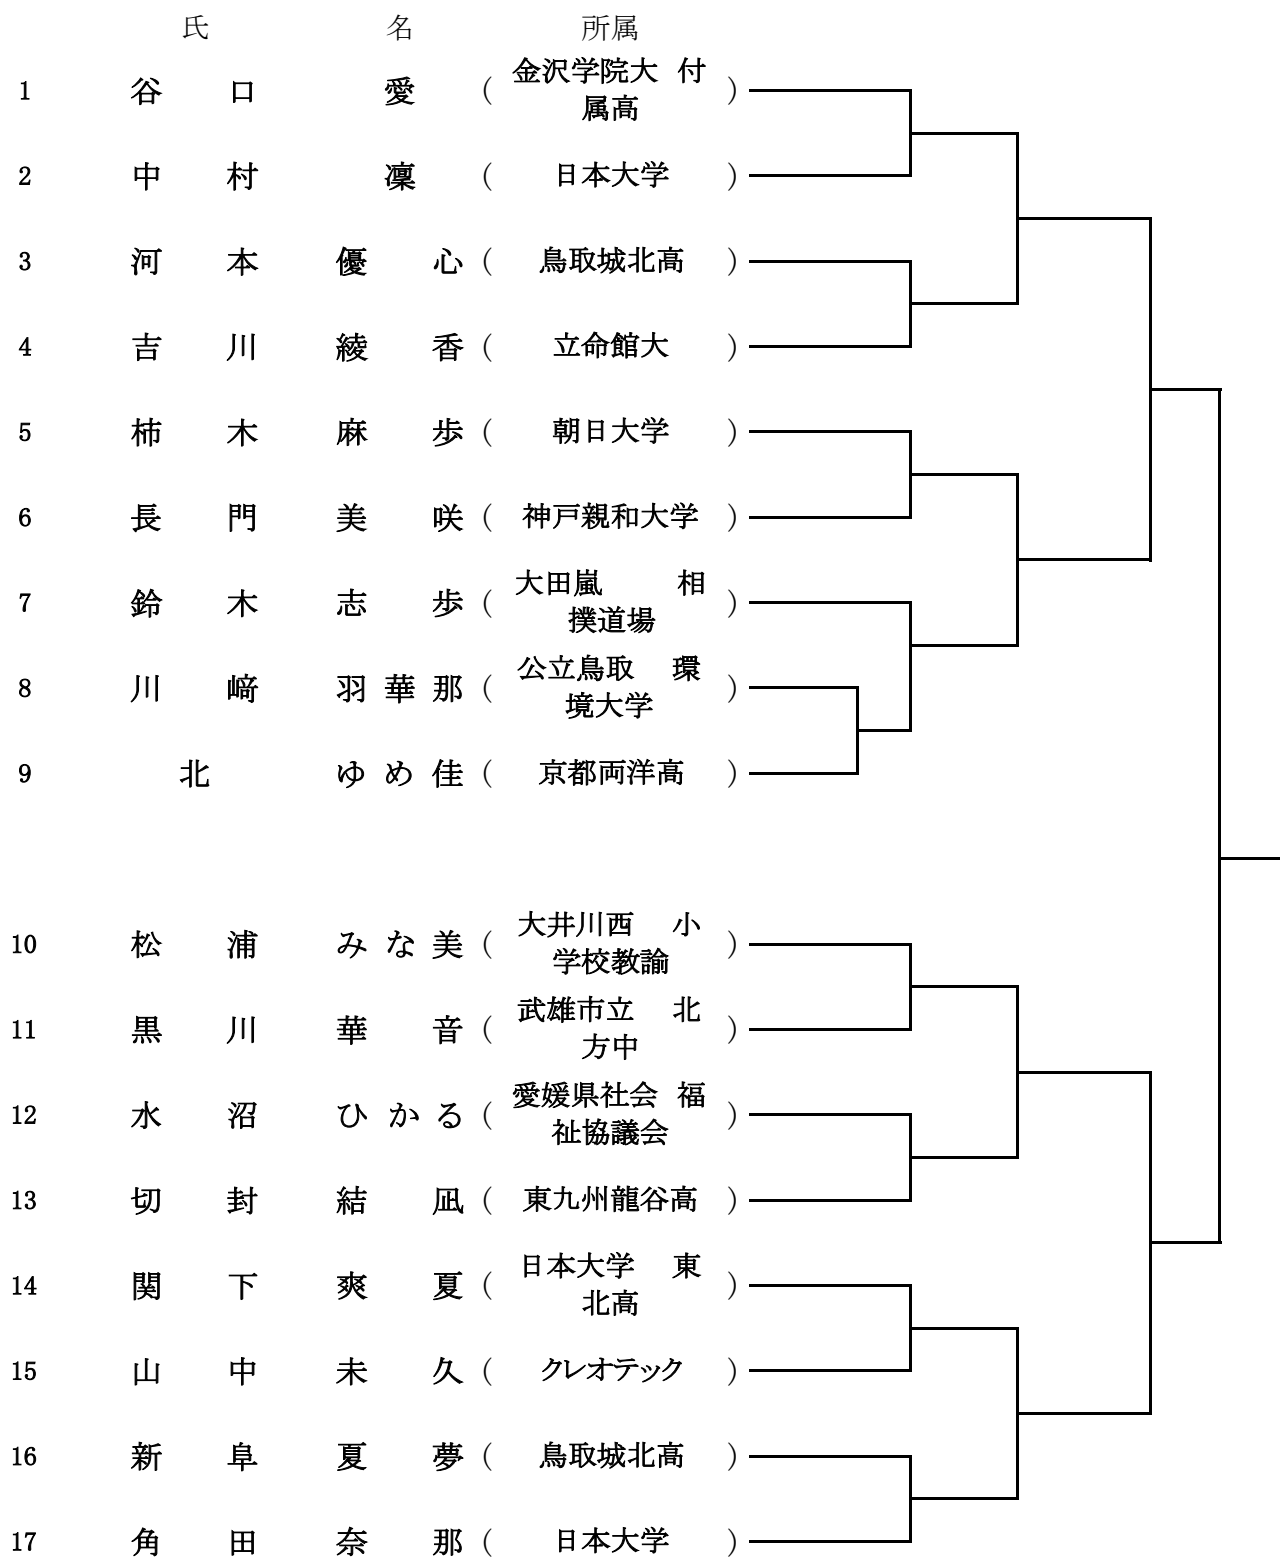 氏 名 所属
1 谷口 愛 ( 金沢学院大 付
属高 )
2 中村 凜 ( 日本大学 )
3 河本 優心 ( 鳥取城北高 )
4 吉川 綾香 ( 立命館大 )
5 柿木 麻歩 ( 朝日大学 )
6 長門 美咲 ( 神戸親和大学 )
7 鈴木 志歩 ( 大田嵐 相
撲道場 )
8 川﨑 羽華那 ( 公立鳥取 環
境大学 )
9 北 ゆめ佳 ( 京都両洋高 )
10 松浦 みな美 ( 大井川西 小
学校教諭 )
11 黒川 華音 ( 武雄市立 北
方中 )
12 水沼 ひかる ( 愛媛県社会 福
祉協議会 )
13 切封 結凪 ( 東九州龍谷高 )
14 関下 爽夏 ( 日本大学 東
北高 )
15 山中 未久 ( クレオテック )
16 新阜 夏夢 ( 鳥取城北高 )
17 角田 奈那 ( 日本大学 )